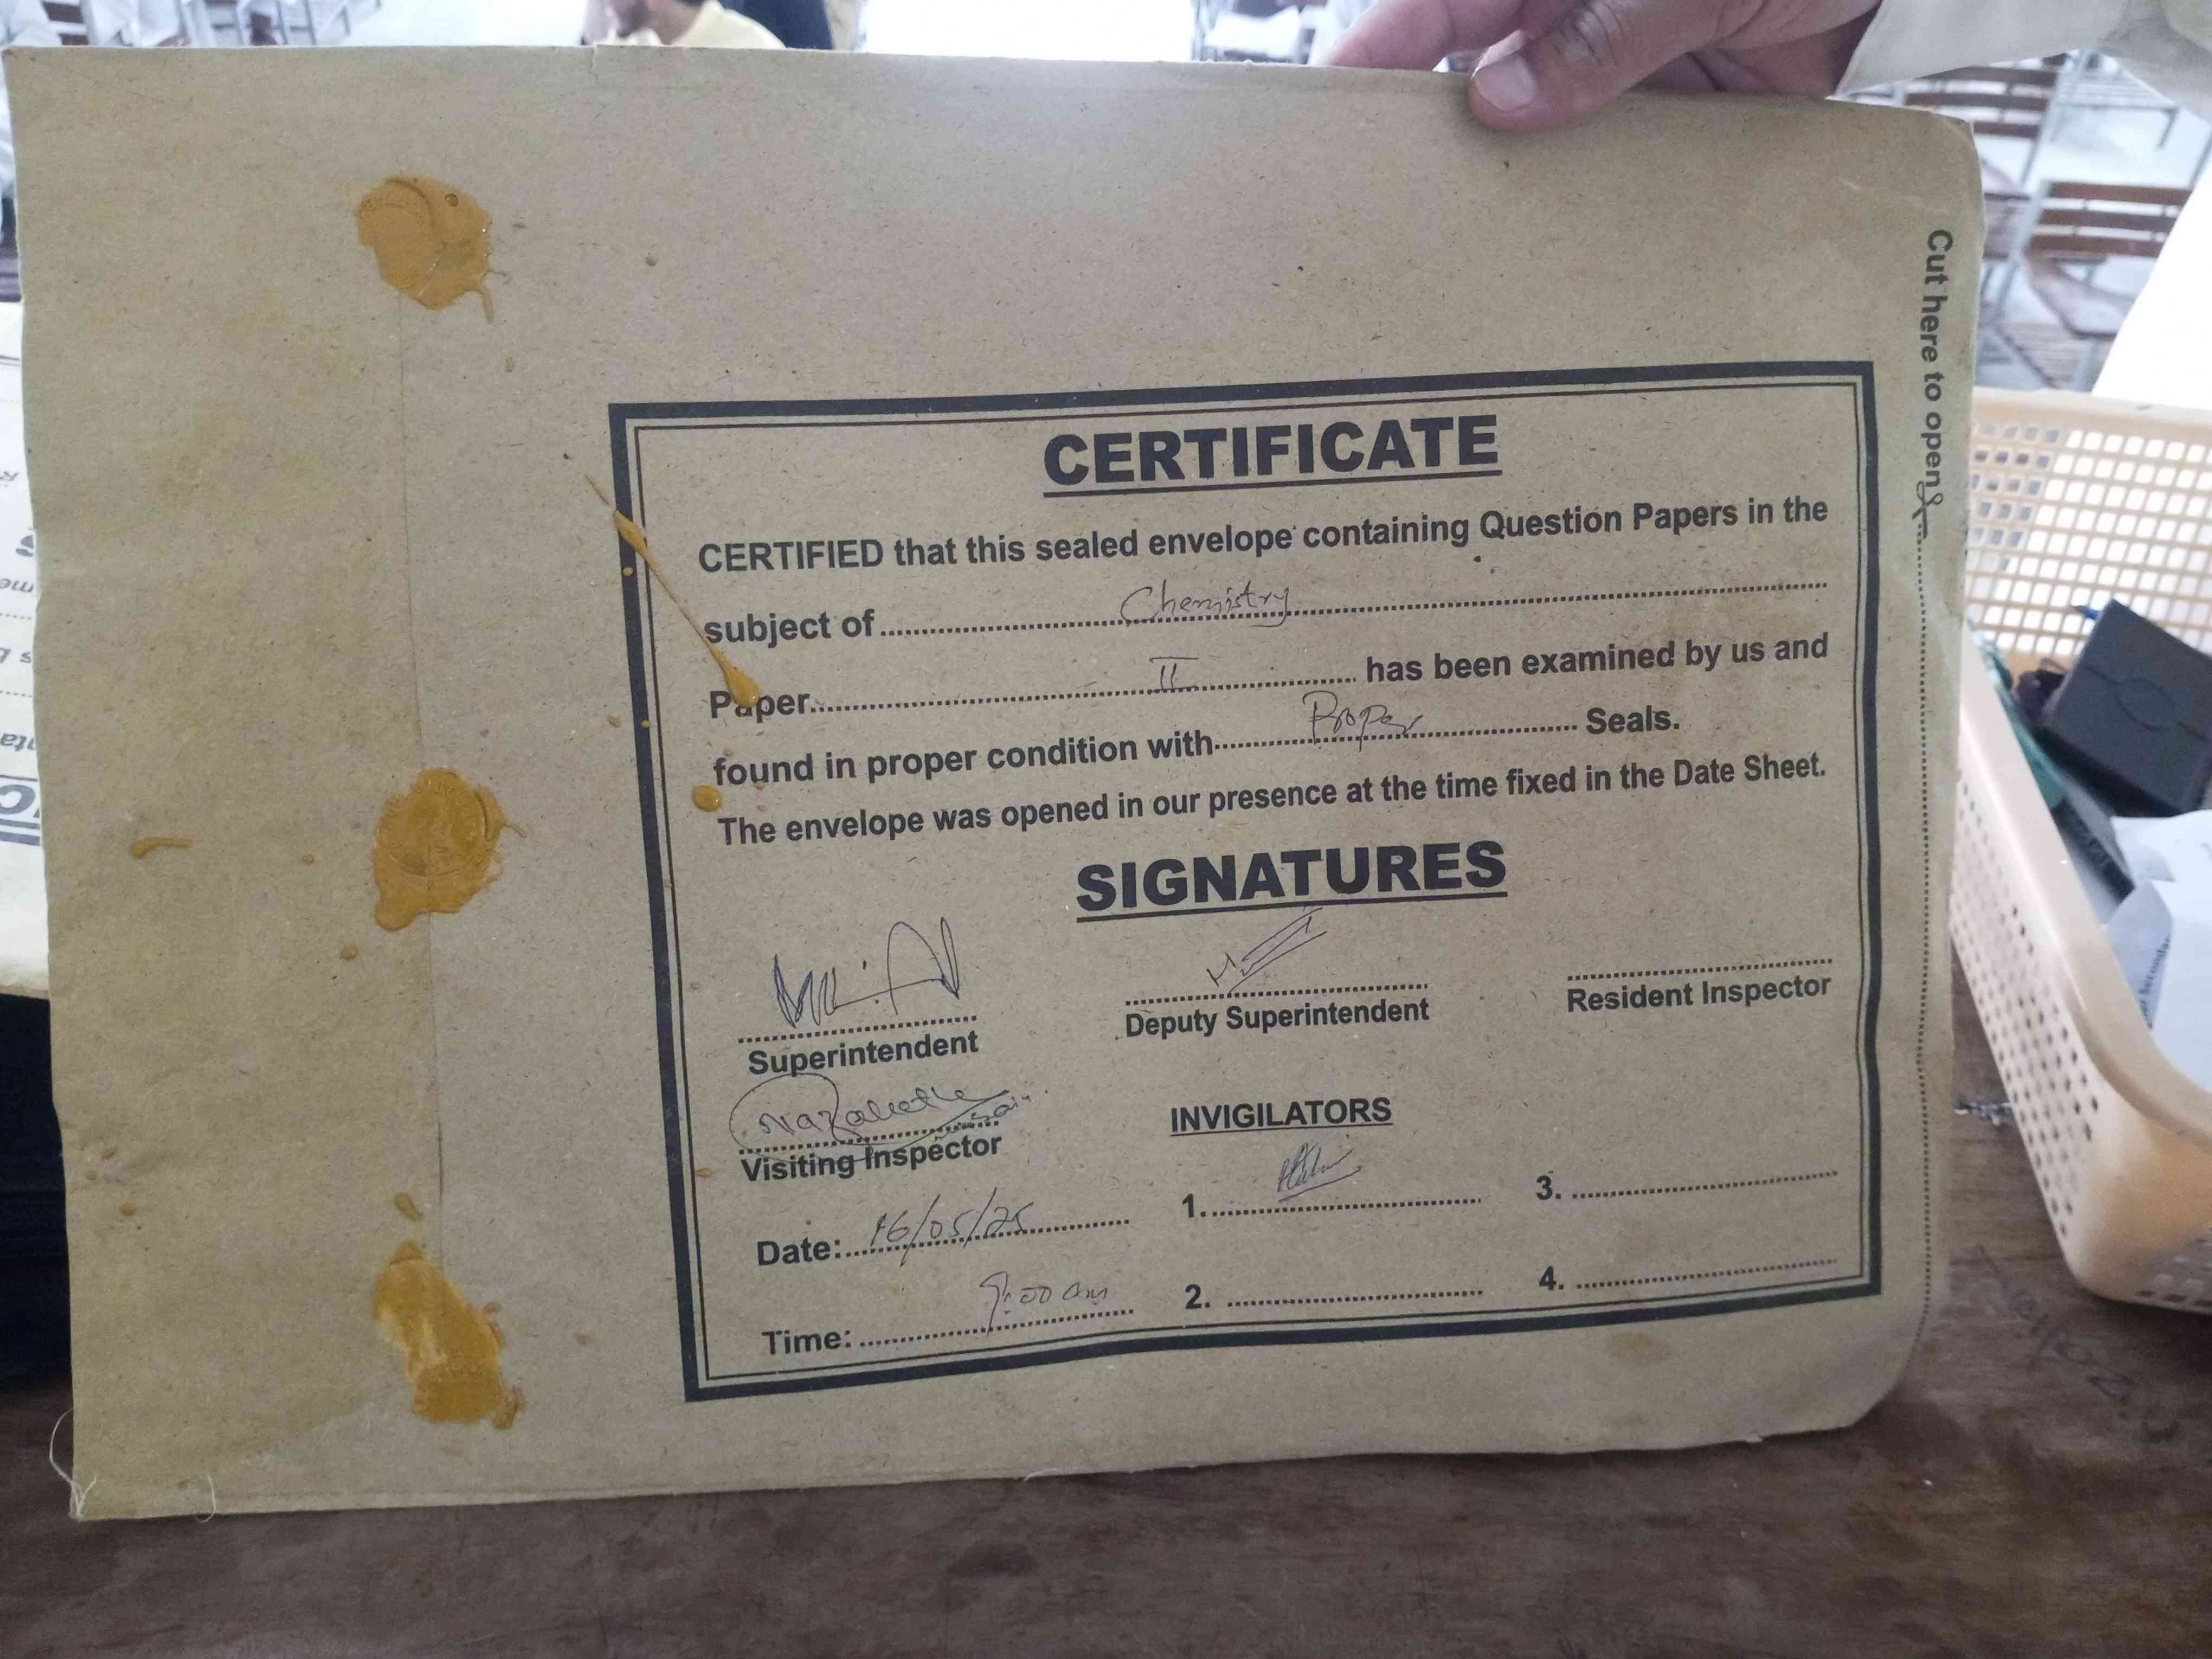 CERTIFICATE
CERTIFIED that this sealed envelope containing Question Papers in the
subject of Chemistry
Paper II has been examined by us and
found in proper condition with Proper Seals.
The envelope was opened in our presence at the time fixed in the Date Sheet.
SIGNATURES
Superintendent
Deputy Superintendent
Resident Inspector
Visiting Inspector
INVIGILATORS
Date: 16/05/25
1.
3.
Time: 9:00 am
2.
4.
Cut here to open